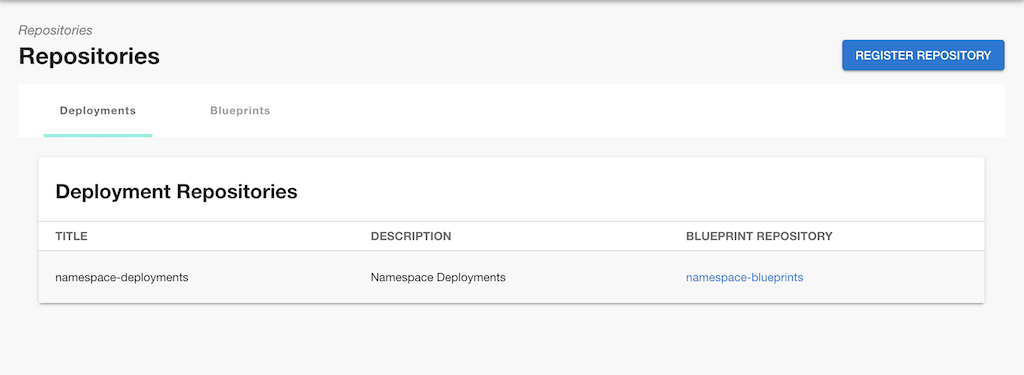 Repositories
Repositories
REGISTER REPOSITORY
Deployments Blueprints
Deployment Repositories
TITLE DESCRIPTION BLUEPRINT REPOSITORY
namespace-deployments Namespace Deployments namespace-blueprints